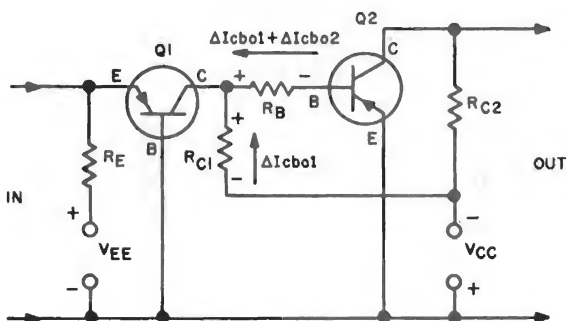 Q2
ΔIcbo1+ΔIcbo2
Q1
C
E
C
+
-
B
RB
RC2
+
B
E
RE
RC1
ΔIcbo1
-
OUT
IN
+
-
VEE
VCC
-
+